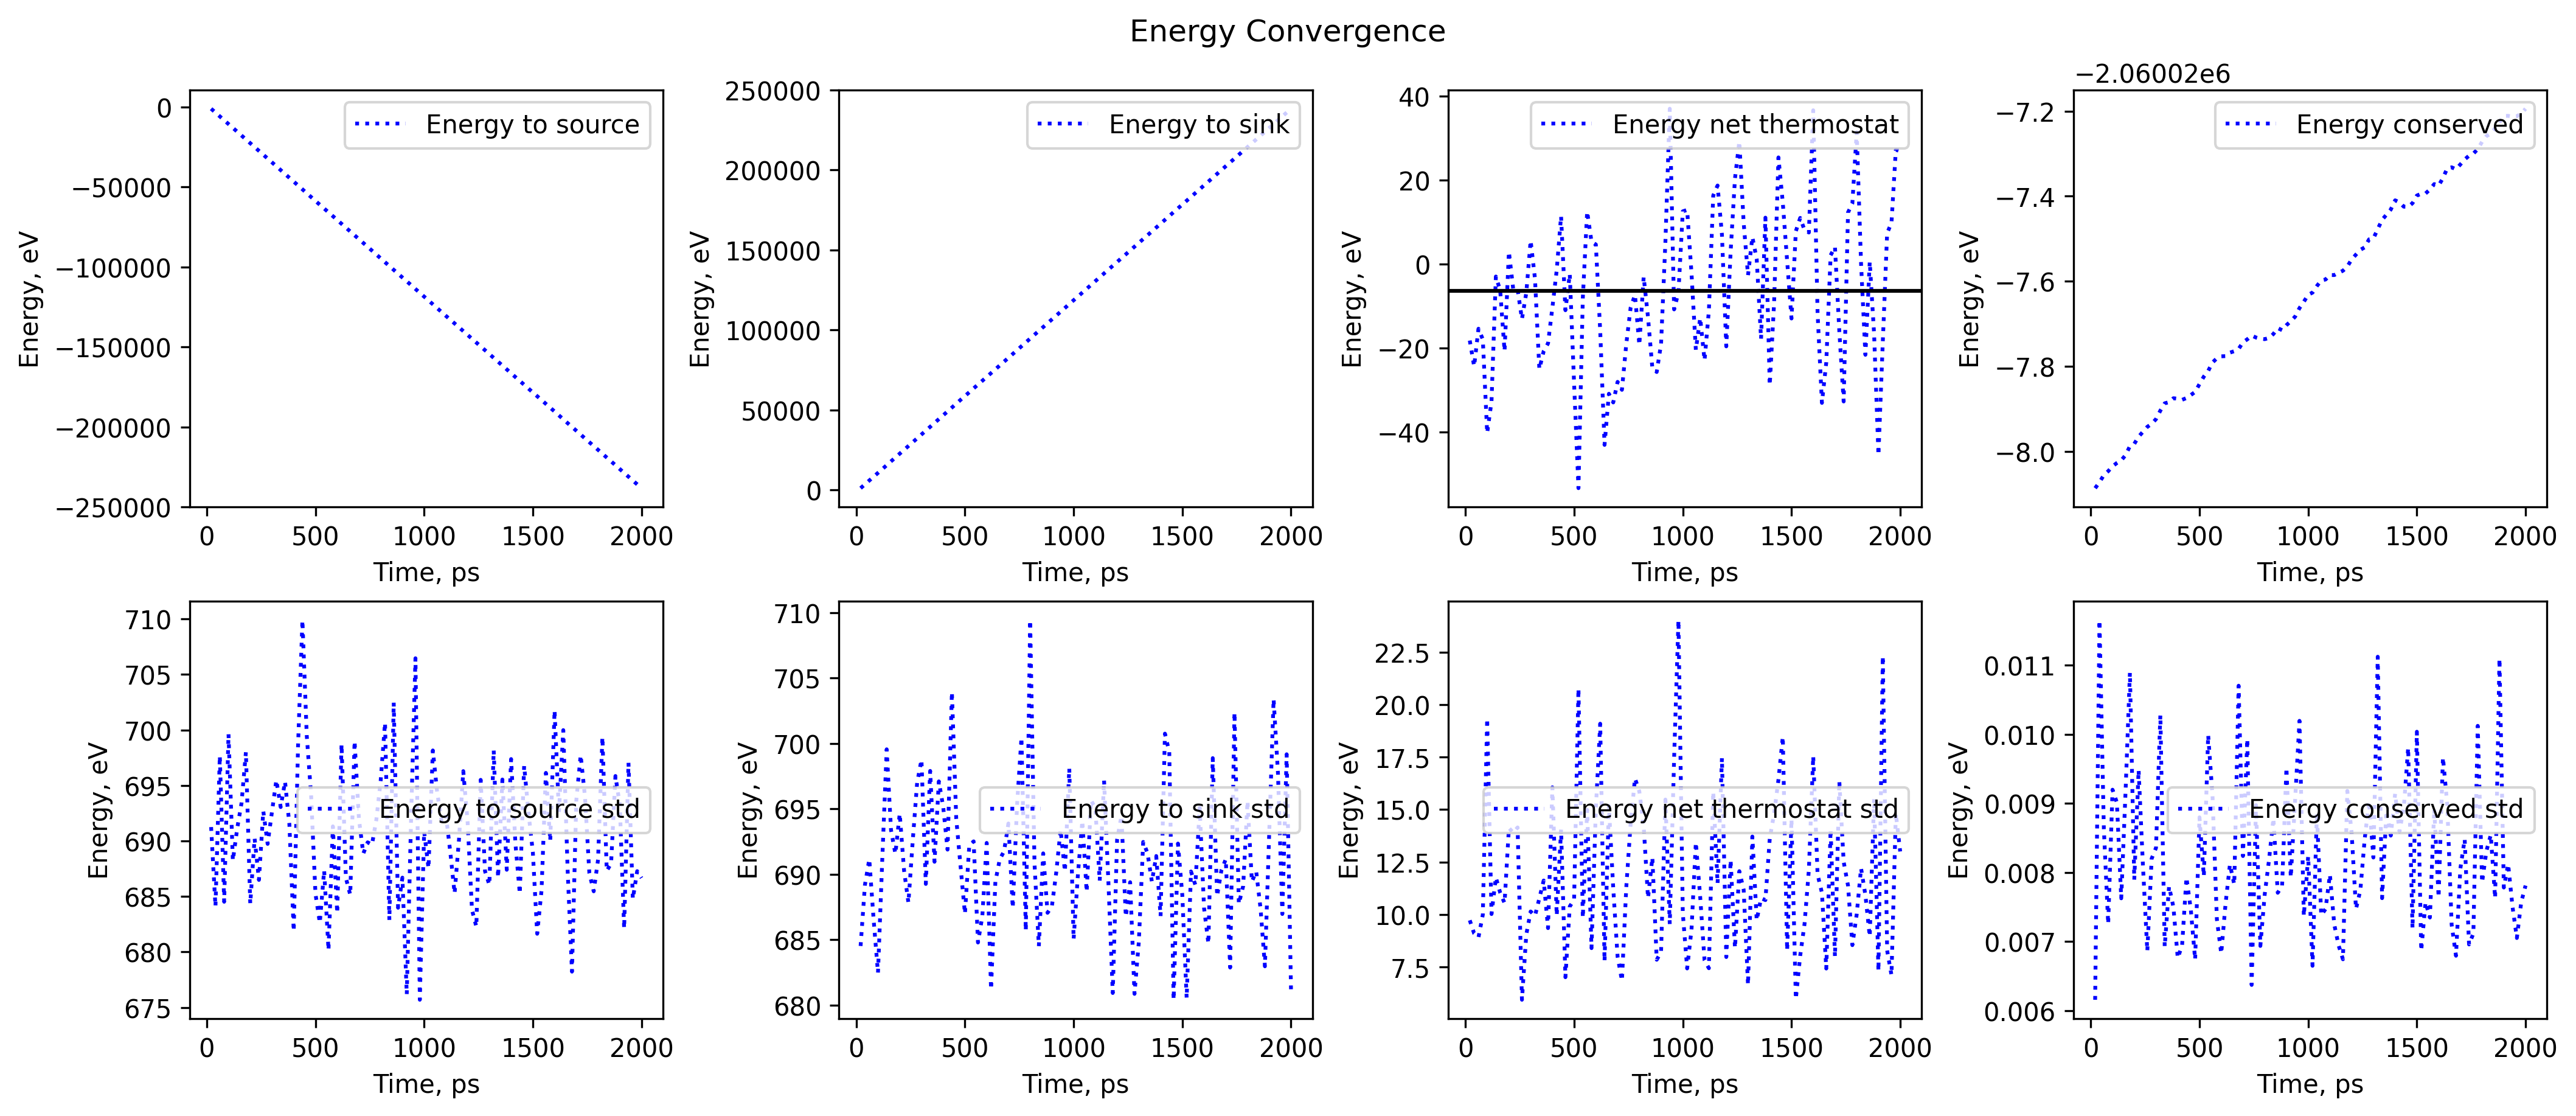 Energy Convergence
Energy to source
0
−50000
−100000
−150000
−200000
−250000
Energy, eV
0 500 1000 1500 2000
Time, ps
Energy to sink
250000
200000
150000
100000
50000
0
Energy, eV
0 500 1000 1500 2000
Time, ps
Energy net thermostat
40
20
0
−20
−40
Energy, eV
0 500 1000 1500 2000
Time, ps
−2.06002e6
Energy conserved
−7.2
−7.4
−7.6
−7.8
−8.0
Energy, eV
0 500 1000 1500 2000
Time, ps
Energy to source std
710
705
700
695
690
685
680
675
Energy, eV
0 500 1000 1500 2000
Time, ps
Energy to sink std
710
705
700
695
690
685
680
Energy, eV
0 500 1000 1500 2000
Time, ps
Energy net thermostat std
22.5
20.0
17.5
15.0
12.5
10.0
7.5
Energy, eV
0 500 1000 1500 2000
Time, ps
Energy conserved std
0.011
0.010
0.009
0.008
0.007
0.006
Energy, eV
0 500 1000 1500 2000
Time, ps